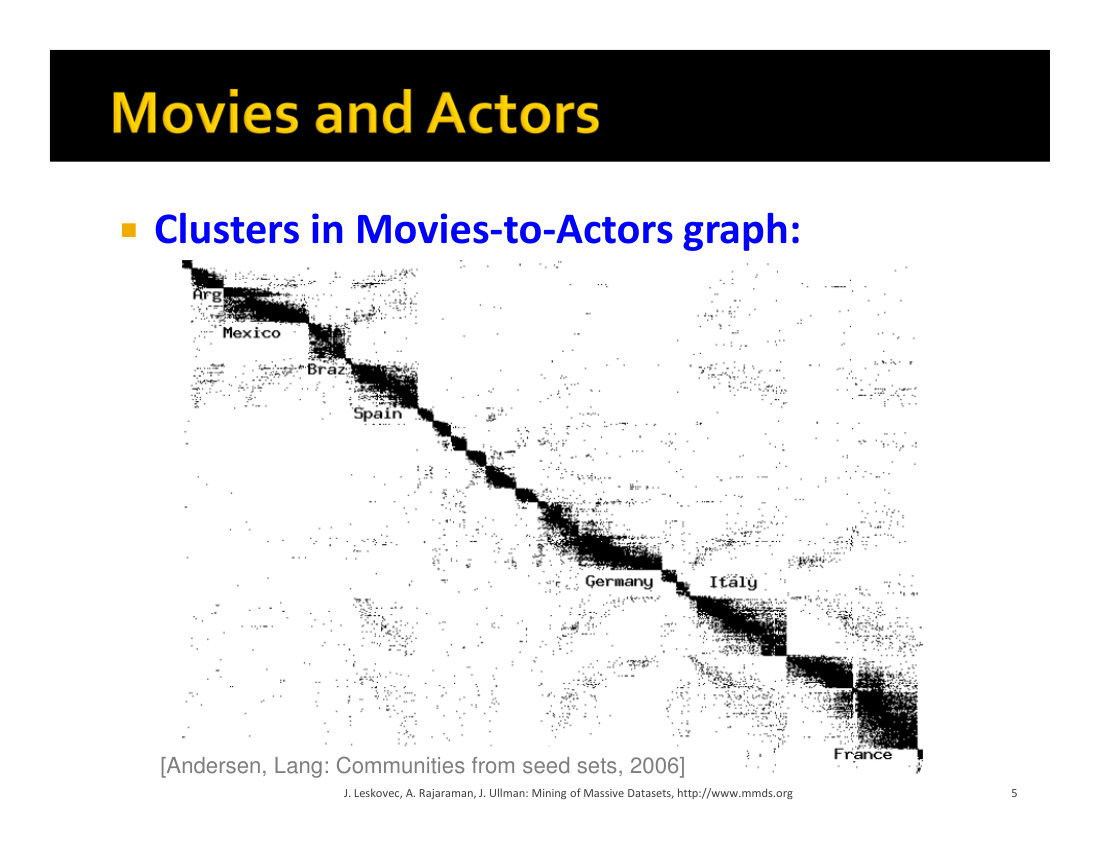 Movies and Actors
Clusters in Movies-to-Actors graph:
Arg
Mexico
Braz
Spain
Germany
Italy
France
[Andersen, Lang: Communities from seed sets, 2006]
J. Leskovec, A. Rajaraman, J. Ullman: Mining of Massive Datasets, http://www.mmds.org
5